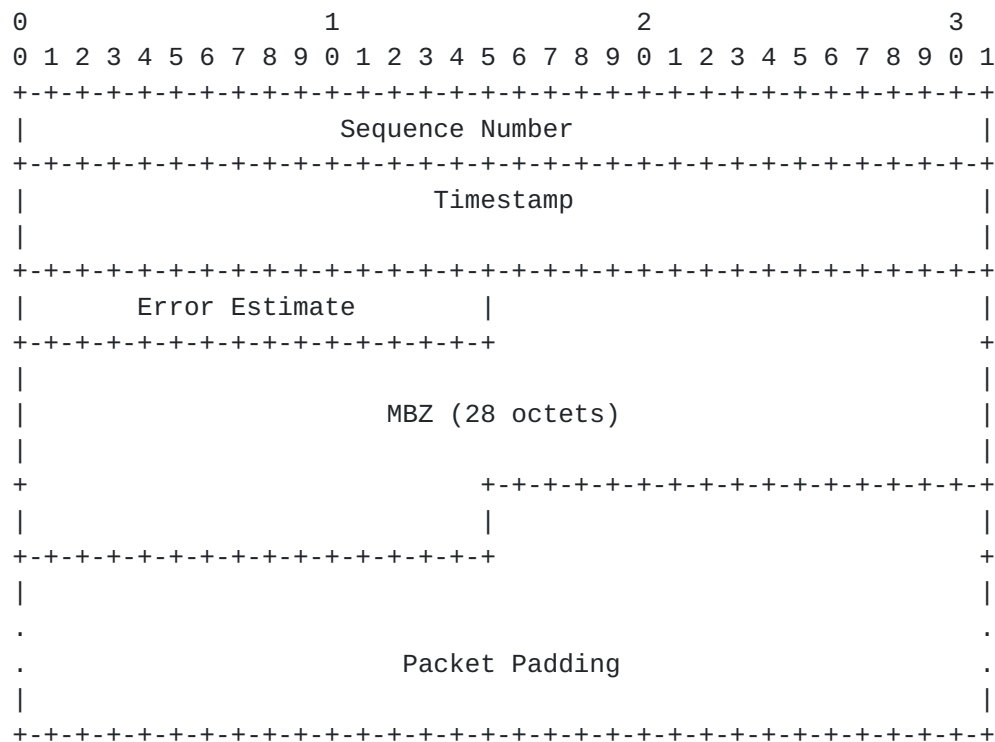 0                   1                   2                   3
0 1 2 3 4 5 6 7 8 9 0 1 2 3 4 5 6 7 8 9 0 1 2 3 4 5 6 7 8 9 0 1
+-+-+-+-+-+-+-+-+-+-+-+-+-+-+-+-+-+-+-+-+-+-+-+-+-+-+-+-+-+-+-+
|                    Sequence Number                          |
+-+-+-+-+-+-+-+-+-+-+-+-+-+-+-+-+-+-+-+-+-+-+-+-+-+-+-+-+-+-+-+
|                          Timestamp                          |
|                                                             |
+-+-+-+-+-+-+-+-+-+-+-+-+-+-+-+-+-+-+-+-+-+-+-+-+-+-+-+-+-+-+-+
|       Error Estimate        |                               |
+-+-+-+-+-+-+-+-+-+-+-+-+-+-+-+                               +
|                                                             |
|                       MBZ (28 octets)                       |
|                                                             |
+                             +-+-+-+-+-+-+-+-+-+-+-+-+-+-+-+-+
|                             |                               |
+-+-+-+-+-+-+-+-+-+-+-+-+-+-+-+                               +
|                                                             |
.                                                             .
.                        Packet Padding                       .
|                                                             |
+-+-+-+-+-+-+-+-+-+-+-+-+-+-+-+-+-+-+-+-+-+-+-+-+-+-+-+-+-+-+-+